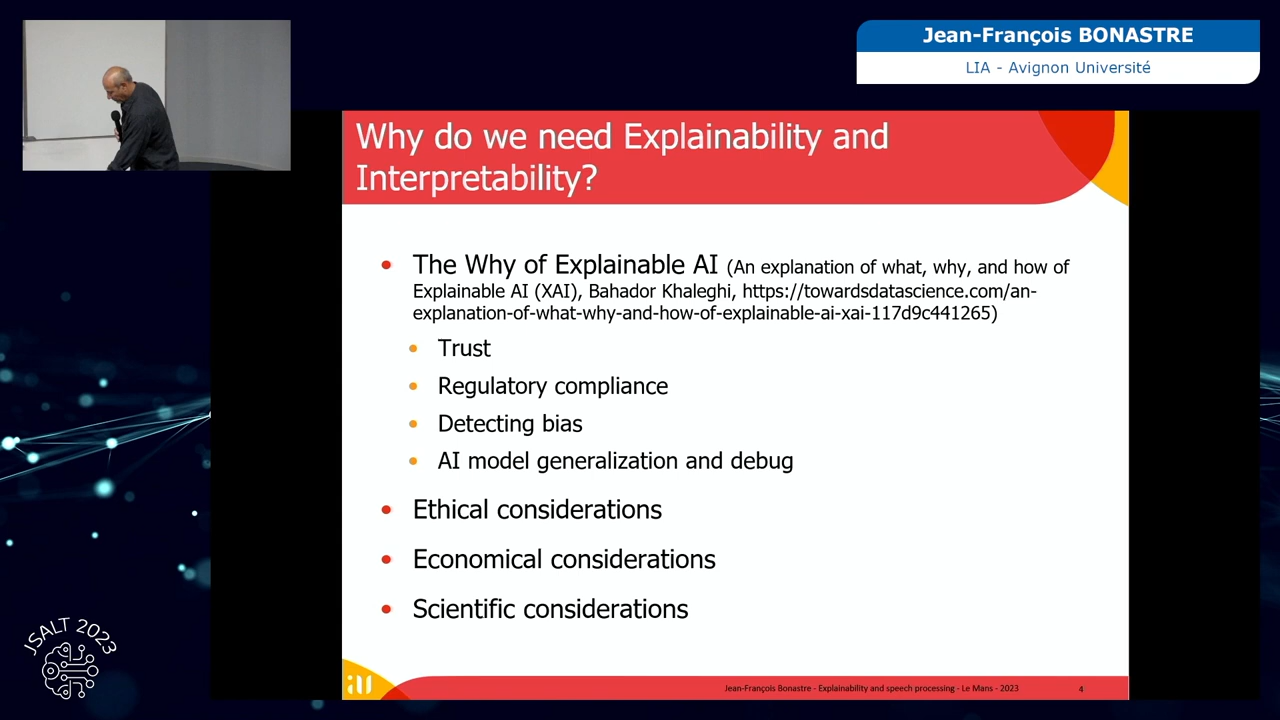 Jean-François BONASTRE
LIA - Avignon Université
Why do we need Explainability and
Interpretability?
• The Why of Explainable AI (An explanation of what, why, and how of
Explainable AI (XAI), Bahador Khaleghi, https://towardsdatascience.com/an-
explanation-of-what-why-and-how-of-explainable-ai-xai-117d9c441265)
• Trust
• Regulatory compliance
• Detecting bias
• AI model generalization and debug
• Ethical considerations
• Economical considerations
• Scientific considerations
JSALT 2023
au
Jean-François Bonastre - Explainability and speech processing - Le Mans - 2023
4